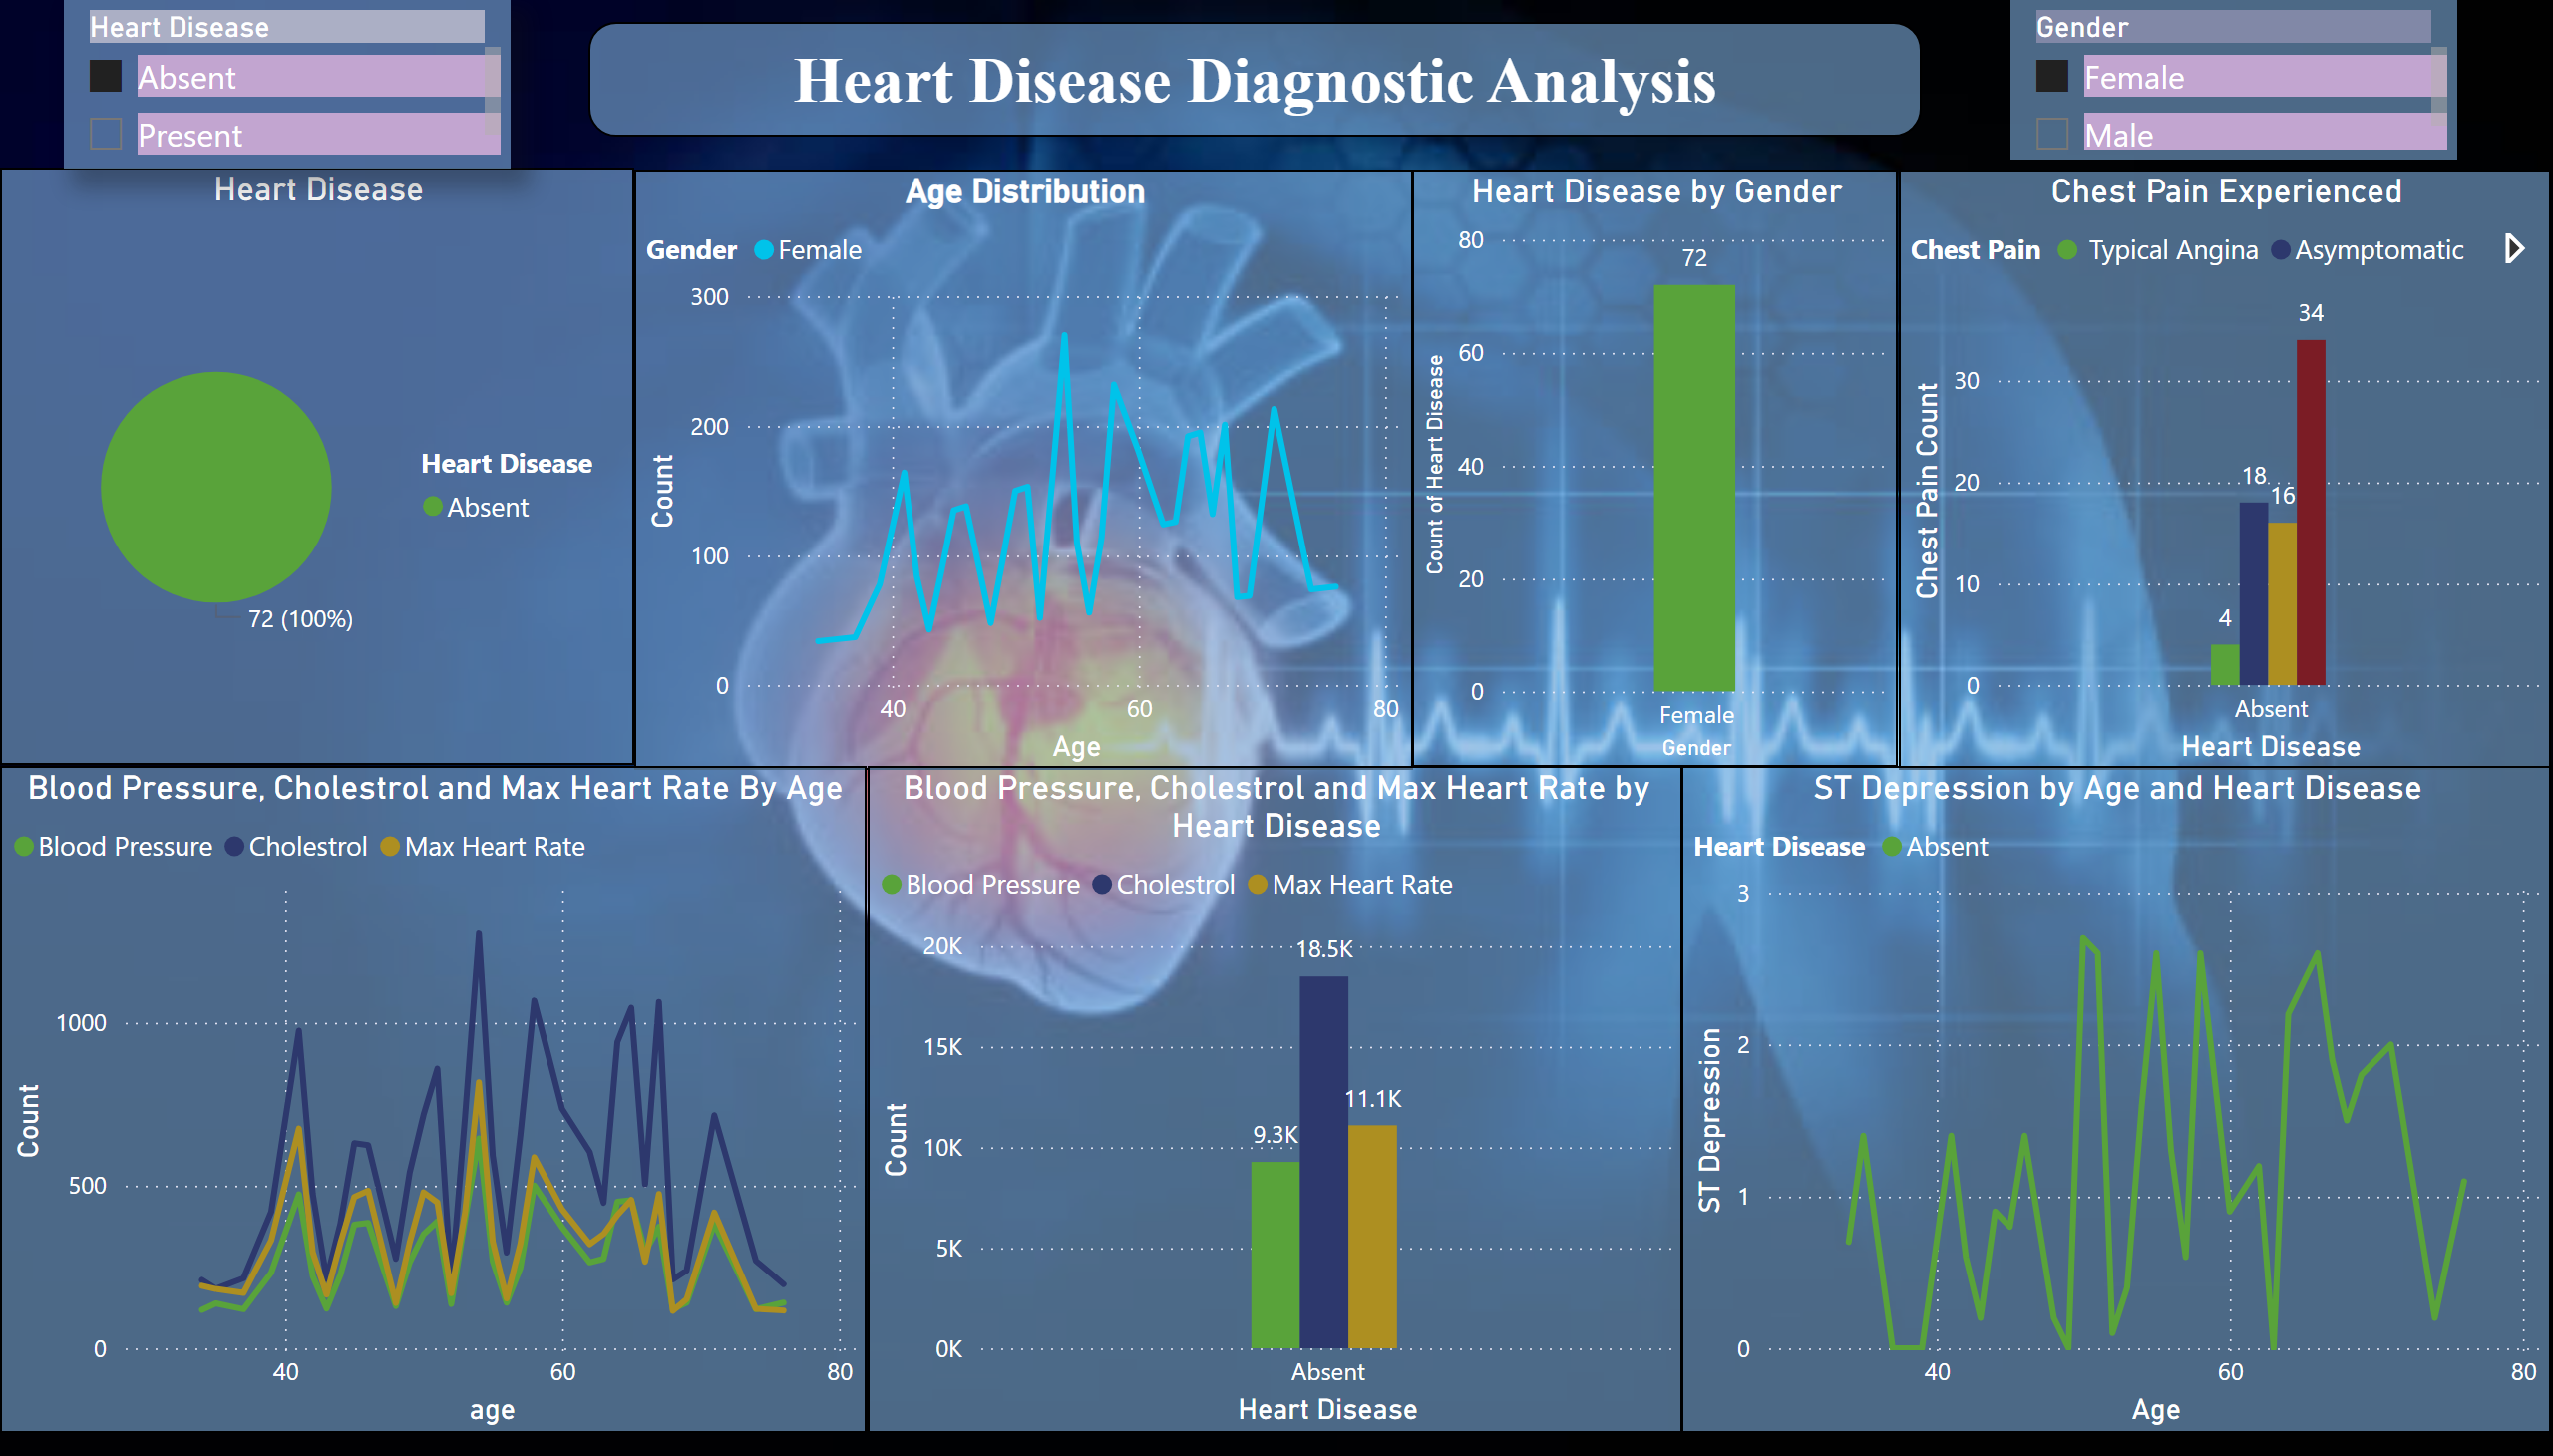 Heart Disease
Absent
Present
Heart Disease Diagnostic Analysis
Gender
Female
Male
Heart Disease
Heart Disease
Absent
72 (100%)
Age Distribution
Gender Female
300
200
100
0
Count
40 60 80
Age
Heart Disease by Gender
80
60
40
20
0
Count of Heart Disease
72
Female
Gender
Chest Pain Experienced
Chest Pain Typical Angina Asymptomatic
30
20
10
0
Chest Pain Count
4
18
16
34
Absent
Heart Disease
Blood Pressure, Cholestrol and Max Heart Rate By Age
Blood Pressure Cholestrol Max Heart Rate
1000
500
0
Count
40 60 80
age
Blood Pressure, Cholestrol and Max Heart Rate by
Heart Disease
Blood Pressure Cholestrol Max Heart Rate
20K
15K
10K
5K
0K
Count
9.3K
18.5K
11.1K
Absent
Heart Disease
ST Depression by Age and Heart Disease
Heart Disease Absent
3
2
1
0
ST Depression
40 60 80
Age